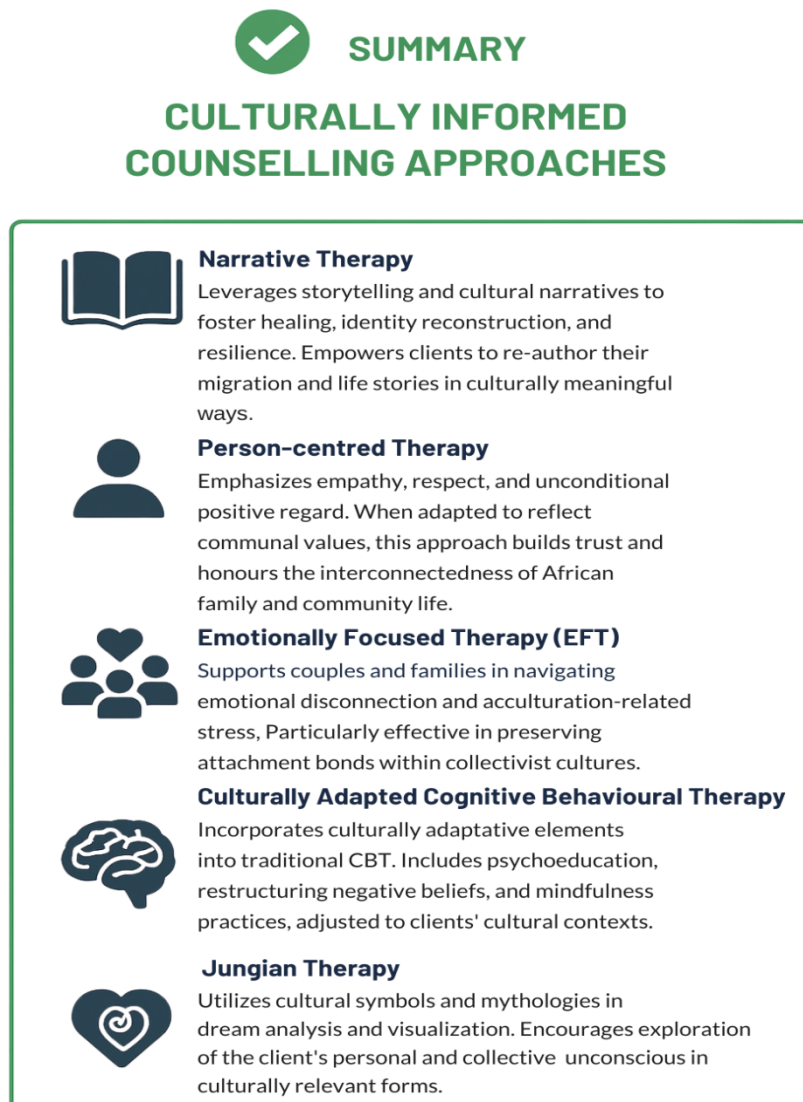 SUMMARY
CULTURALLY INFORMED
COUNSELLING APPROACHES
Narrative Therapy
Leverages storytelling and cultural narratives to
foster healing, identity reconstruction, and
resilience. Empowers clients to re-author their
migration and life stories in culturally meaningful
ways.
Person-centred Therapy
Emphasizes empathy, respect, and unconditional
positive regard. When adapted to reflect
communal values, this approach builds trust and
honours the interconnectedness of African
family and community life.
Emotionally Focused Therapy (EFT)
Supports couples and families in navigating
emotional disconnection and acculturation-related
stress, Particularly effective in preserving
attachment bonds within collectivist cultures.
Culturally Adapted Cognitive Behavioural Therapy
Incorporates culturally adaptative elements
into traditional CBT. Includes psychoeducation,
restructuring negative beliefs, and mindfulness
practices, adjusted to clients' cultural contexts.
Jungian Therapy
Utilizes cultural symbols and mythologies in
dream analysis and visualization. Encourages exploration
of the client's personal and collective unconscious in
culturally relevant forms.